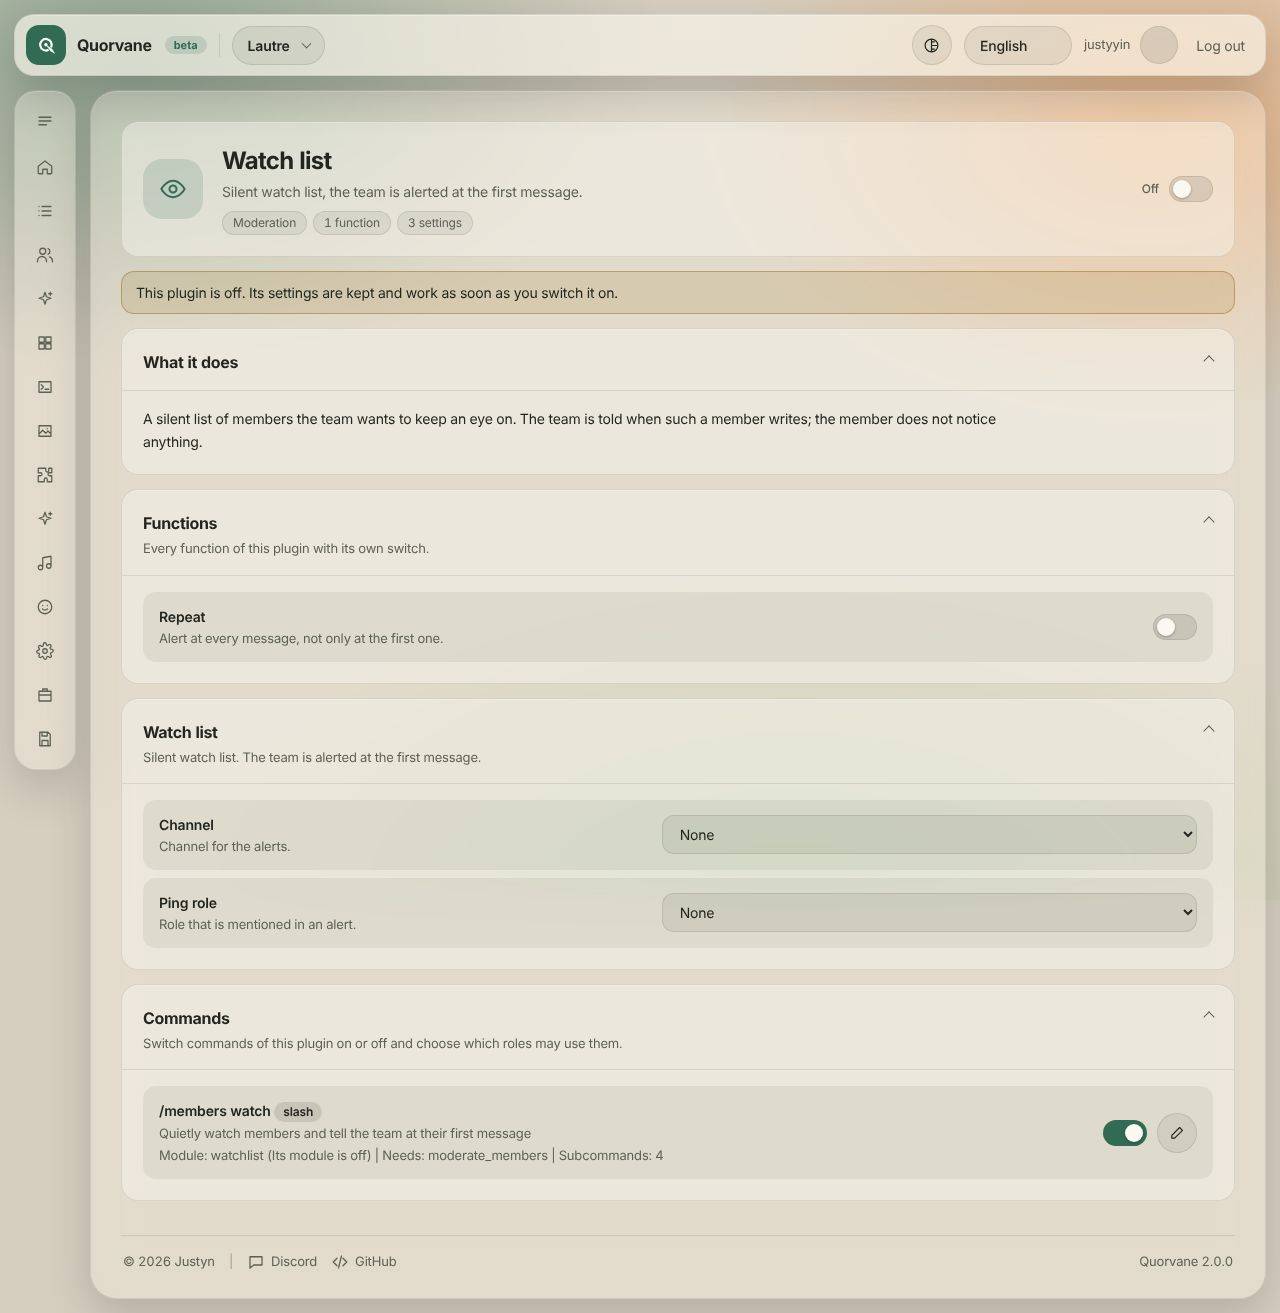 Quorvane beta Lautre English justyyin Log out
Watch list
Silent watch list, the team is alerted at the first message.
Moderation 1 function 3 settings
Off
This plugin is off. Its settings are kept and work as soon as you switch it on.
What it does
A silent list of members the team wants to keep an eye on. The team is told when such a member writes; the member does not notice
anything.
Functions
Every function of this plugin with its own switch.
Repeat
Alert at every message, not only at the first one.
Watch list
Silent watch list. The team is alerted at the first message.
Channel
Channel for the alerts.
None
Ping role
Role that is mentioned in an alert.
None
Commands
Switch commands of this plugin on or off and choose which roles may use them.
/members watch slash
Quietly watch members and tell the team at their first message
Module: watchlist (Its module is off) | Needs: moderate_members | Subcommands: 4
© 2026 Justyn | Discord GitHub Quorvane 2.0.0